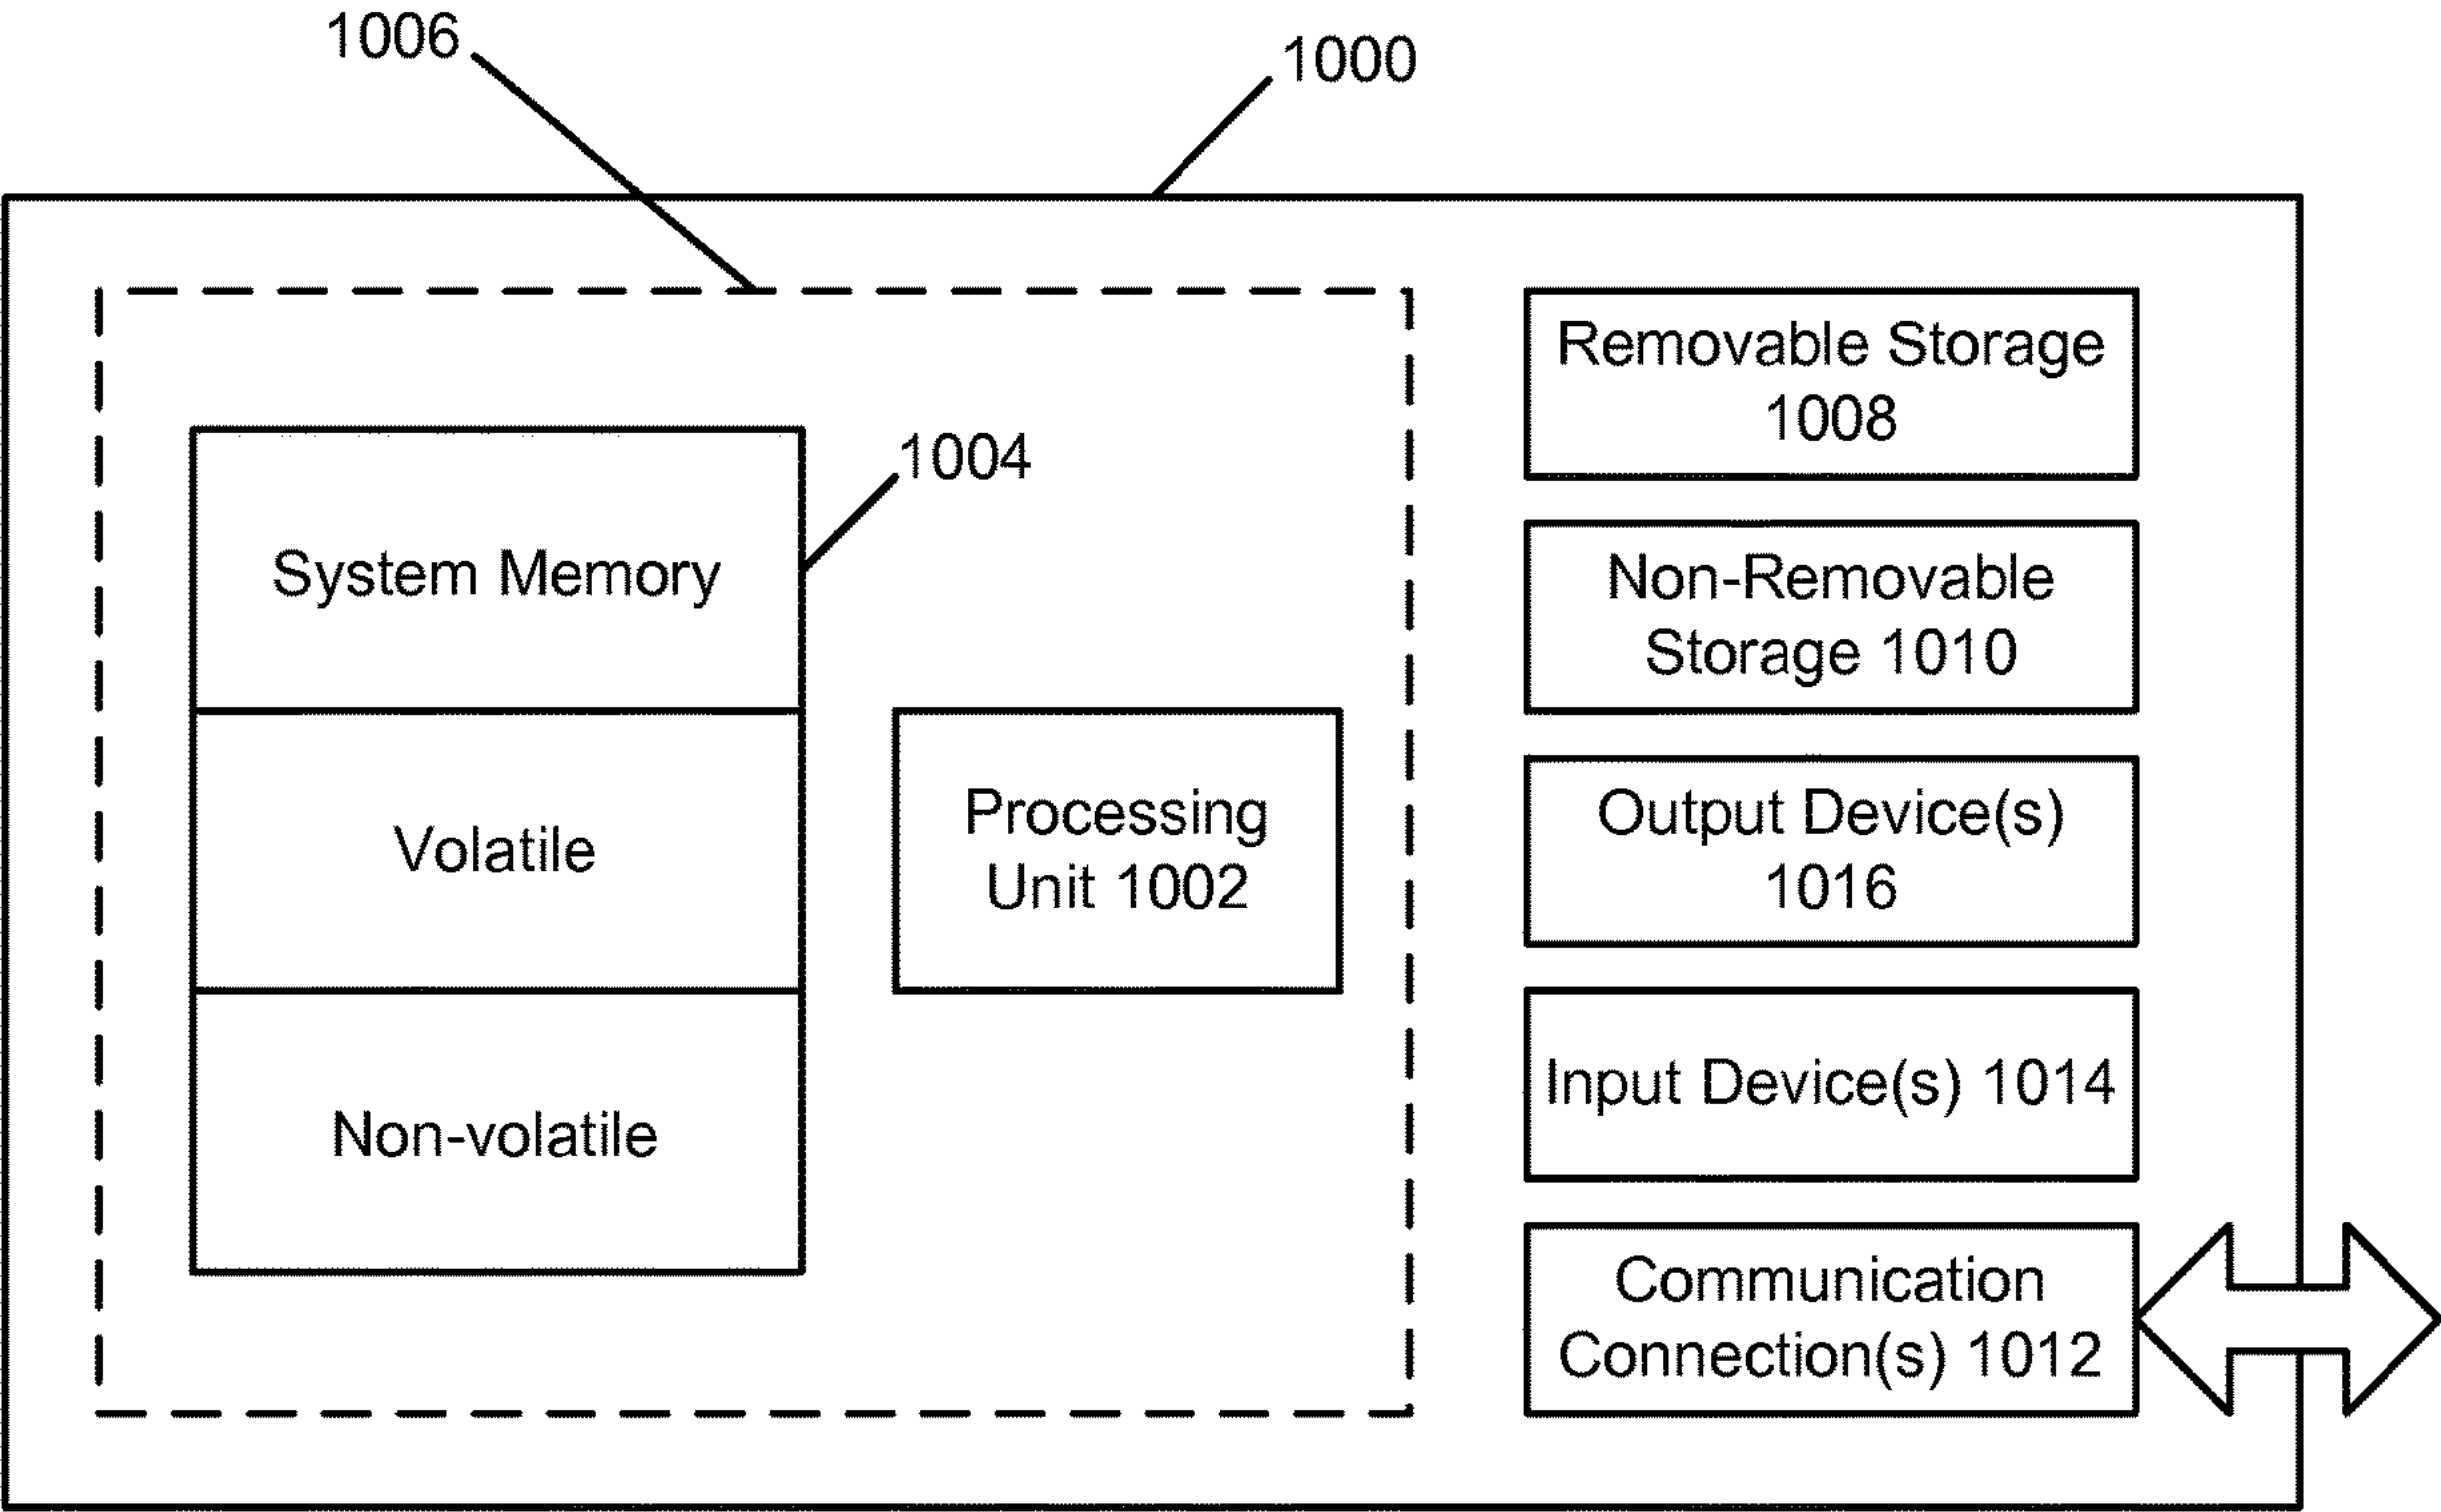 1006
1000
1004
System Memory
Volatile
Non-volatile
Processing
Unit 1002
Removable Storage
1008
Non-Removable
Storage 1010
Output Device(s)
1016
Input Device(s) 1014
Communication
Connection(s) 1012